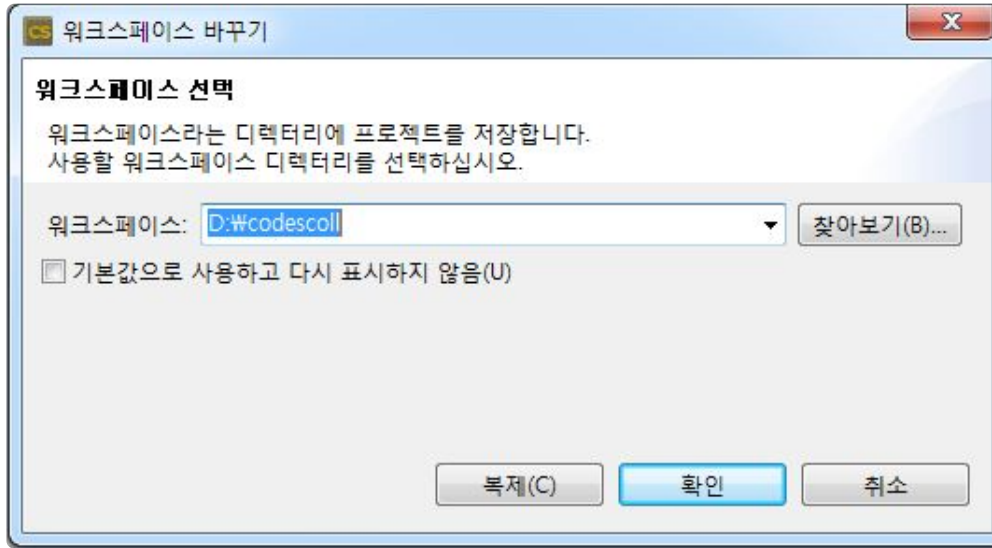 CS 워크스페이스 바꾸기
워크스페이스 선택
워크스페이스라는 디렉터리에 프로젝트를 저장합니다.
사용할 워크스페이스 디렉터리를 선택하십시오.
워크스페이스: D:₩codescoll 찾아보기(B)...
기본값으로 사용하고 다시 표시하지 않음(U)
복제(C) 확인 취소